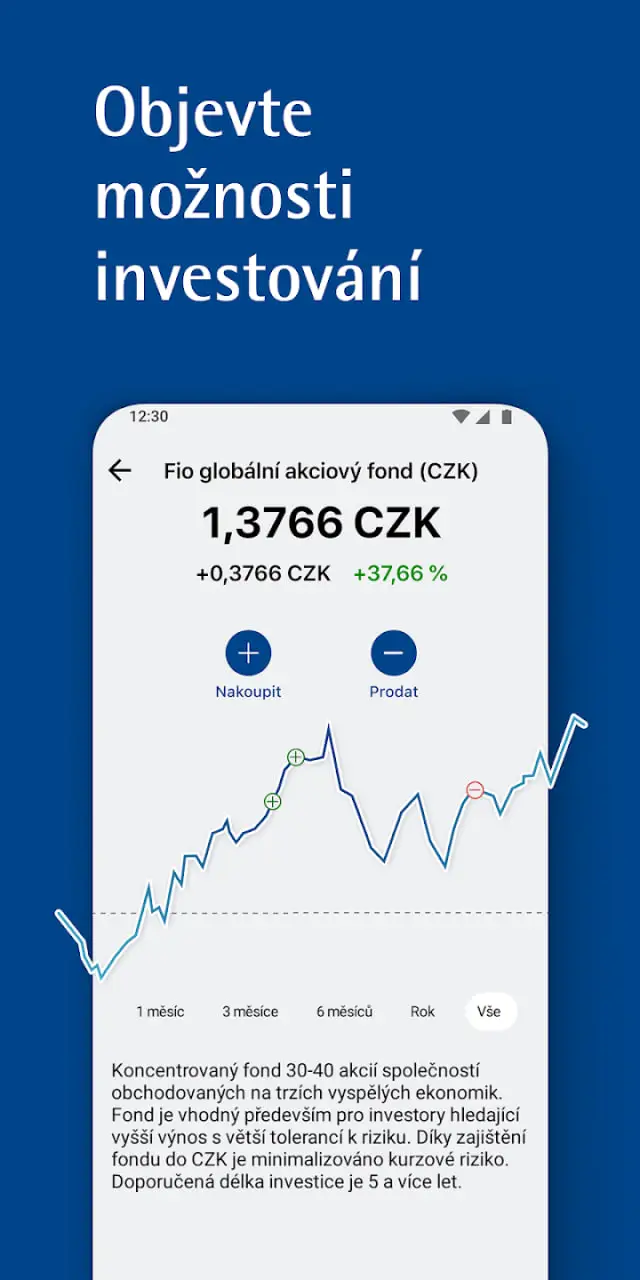 Objevte
možnosti
investování
12:30
Fio globální akciový fond (CZK)
1,3766 CZK
+0,3766 CZK +37,66 %
Nakoupit Prodat
1 měsíc 3 měsíce 6 měsíců Rok Vše
Koncentrovaný fond 30-40 akcií společností
obchodovaných na trzích vyspělých ekonomik.
Fond je vhodný především pro investory hledající
vyšší výnos s větší tolerancí k riziku. Díky zajištění
fondu do CZK je minimalizováno kurzové riziko.
Doporučená délka investice je 5 a více let.